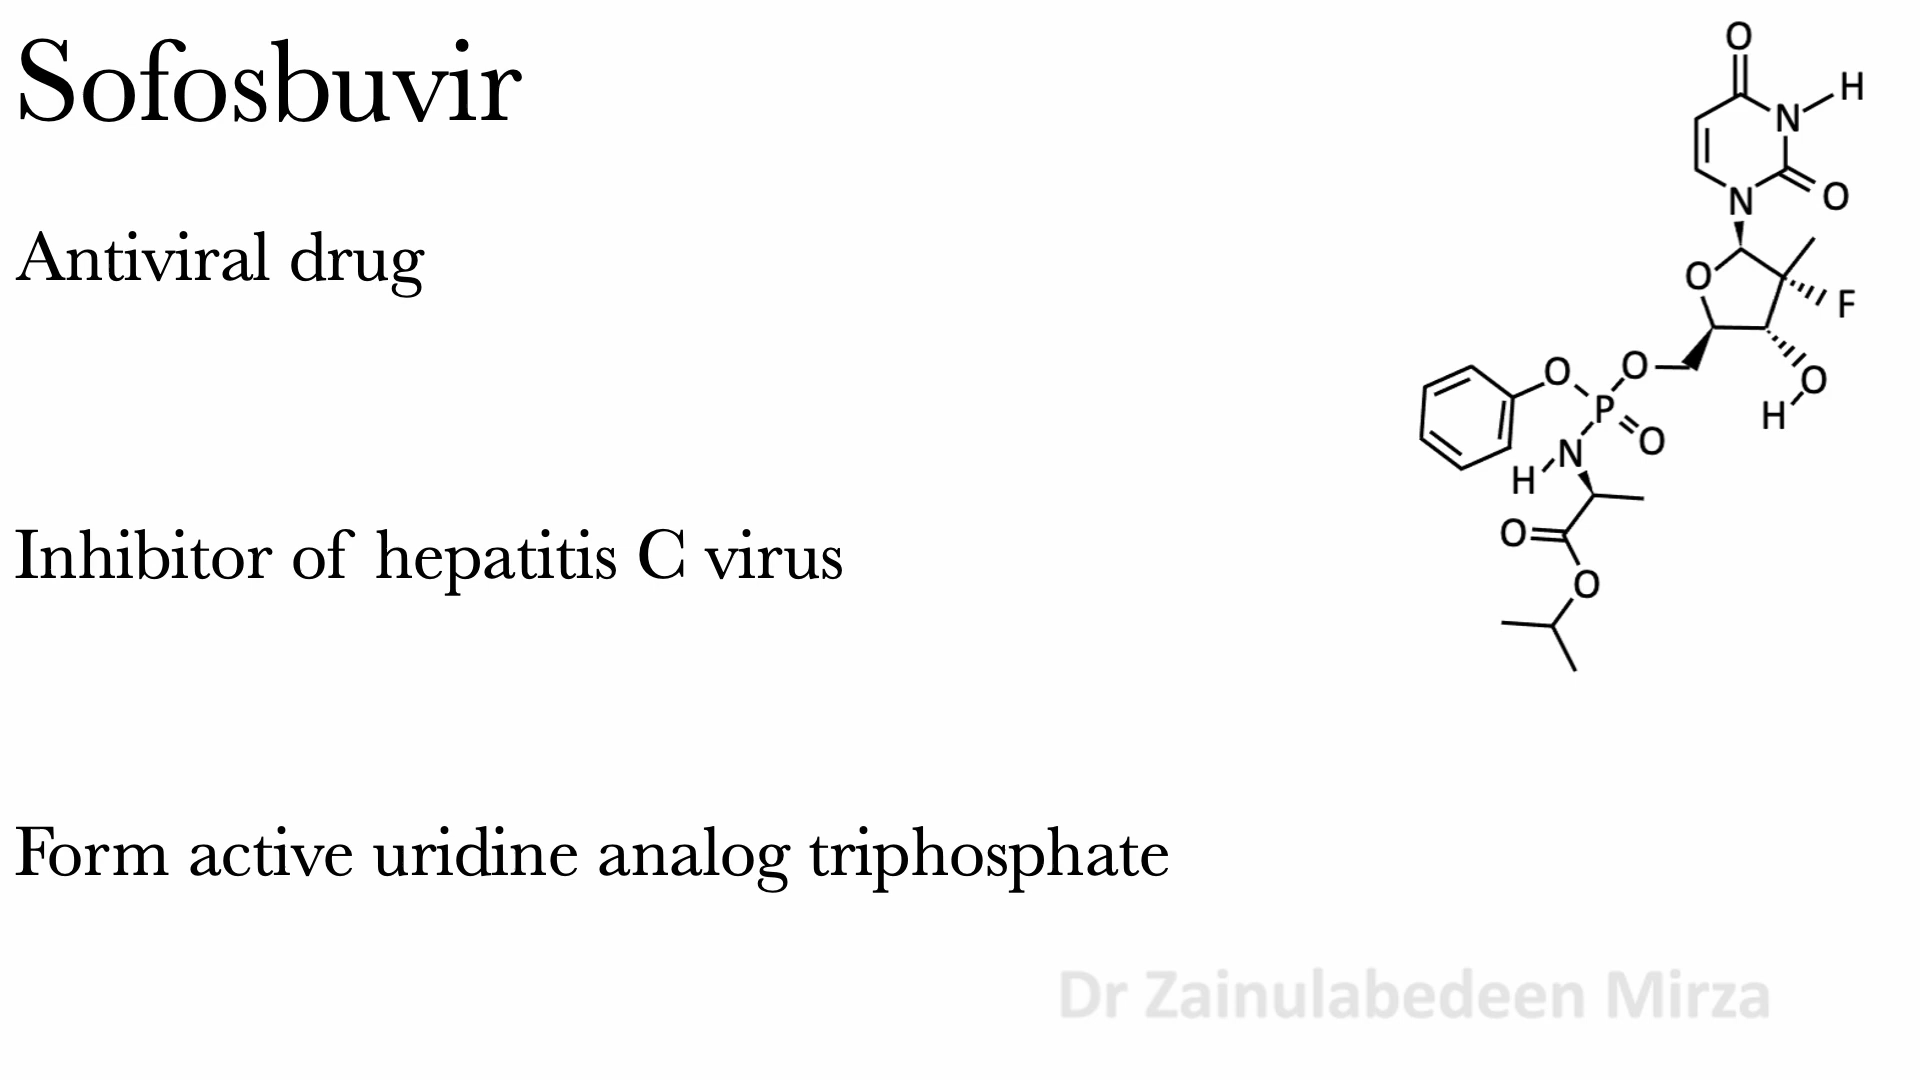 Sofosbuvir
Antiviral drug
Inhibitor of hepatitis C virus
Form active uridine analog triphosphate
O
H
N
O
N
O
F
O
O
O
H
P
O
N
H
O
O
Dr Zainulabedeen Mirza